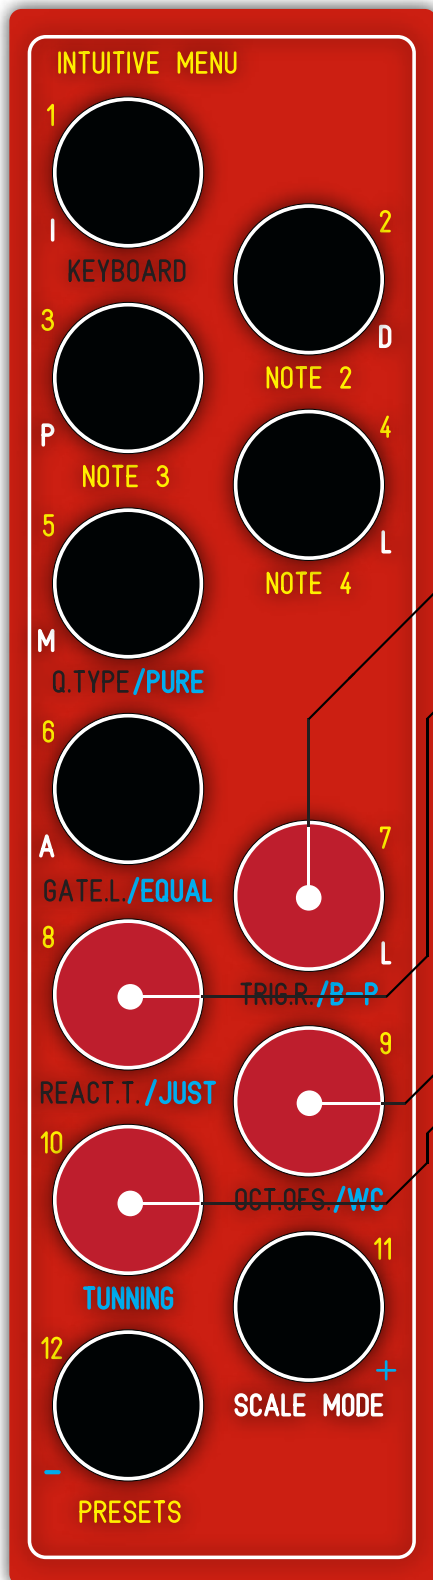 INTUITIVE MENU
1
I
KEYBOARD
2
D
NOTE 2
3
P
NOTE 3
4
L
NOTE 4
5
M
Q.TYPE/PURE
6
A
GATE.L./EQUAL
7
L
TRIG.R./B-P
8
REACT.T./JUST
9
OCT.OFS./WC
10
TUNNING
11
+
SCALE MODE
12
-
PRESETS